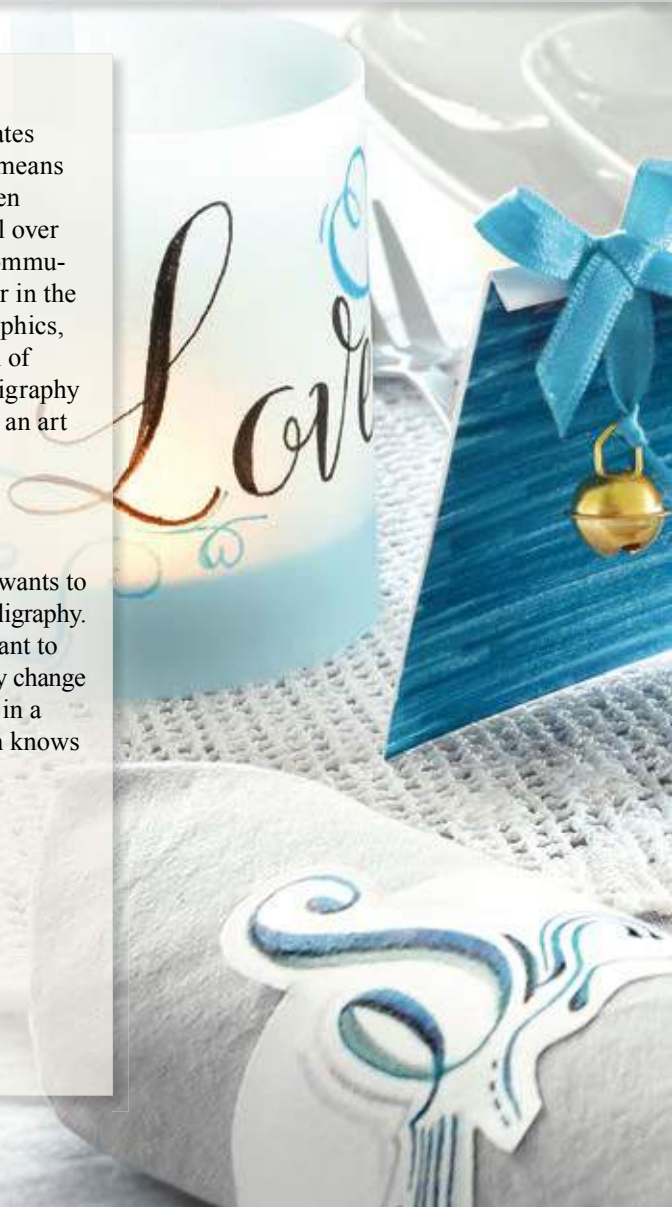 ates
means
en
l over
ommu-
r in the
phics,
of
igraphy
an art
wants to
ligraphy.
ant to
y change
in a
n knows
Love